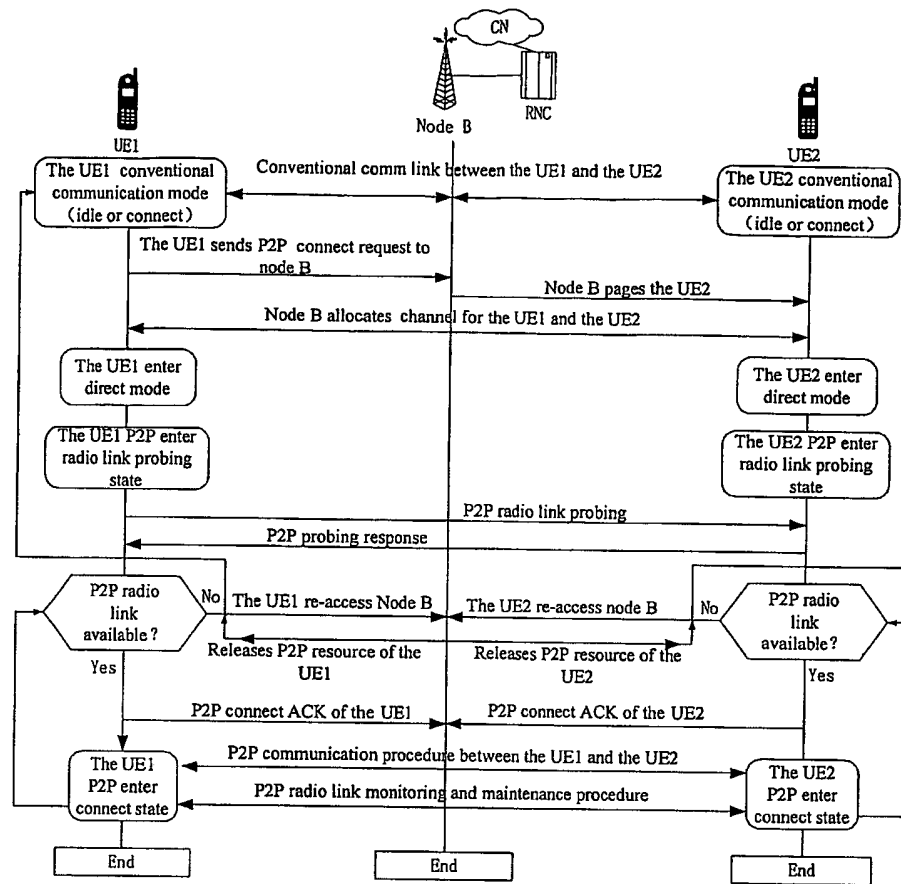 CN
RNC
Node B
UE1
UE2
The UE1 conventional
communication mode
(idle or connect)
Conventional comm link between the UE1 and the UE2
The UE2 conventional
communication mode
(idle or connect)
The UE1 sends P2P connect request to
node B
Node B pages the UE2
Node B allocates channel for the UE1 and the UE2
The UE1 enter
direct mode
The UE2 enter
direct mode
The UE1 P2P enter
radio link probing
state
The UE2 P2P enter
radio link probing
state
P2P radio link probing
P2P probing response
P2P radio
link
available?
No
The UE1 re-access Node B
The UE2 re-access node B
No
P2P radio
link
available?
Releases P2P resource of the
UE1
Releases P2P resource of the
UE2
Yes
Yes
P2P connect ACK of the UE1
P2P connect ACK of the UE2
The UE1
P2P enter
connect state
P2P communication procedure between the UE1 and the UE2
P2P radio link monitoring and maintenance procedure
The UE2
P2P enter
connect state
End
End
End